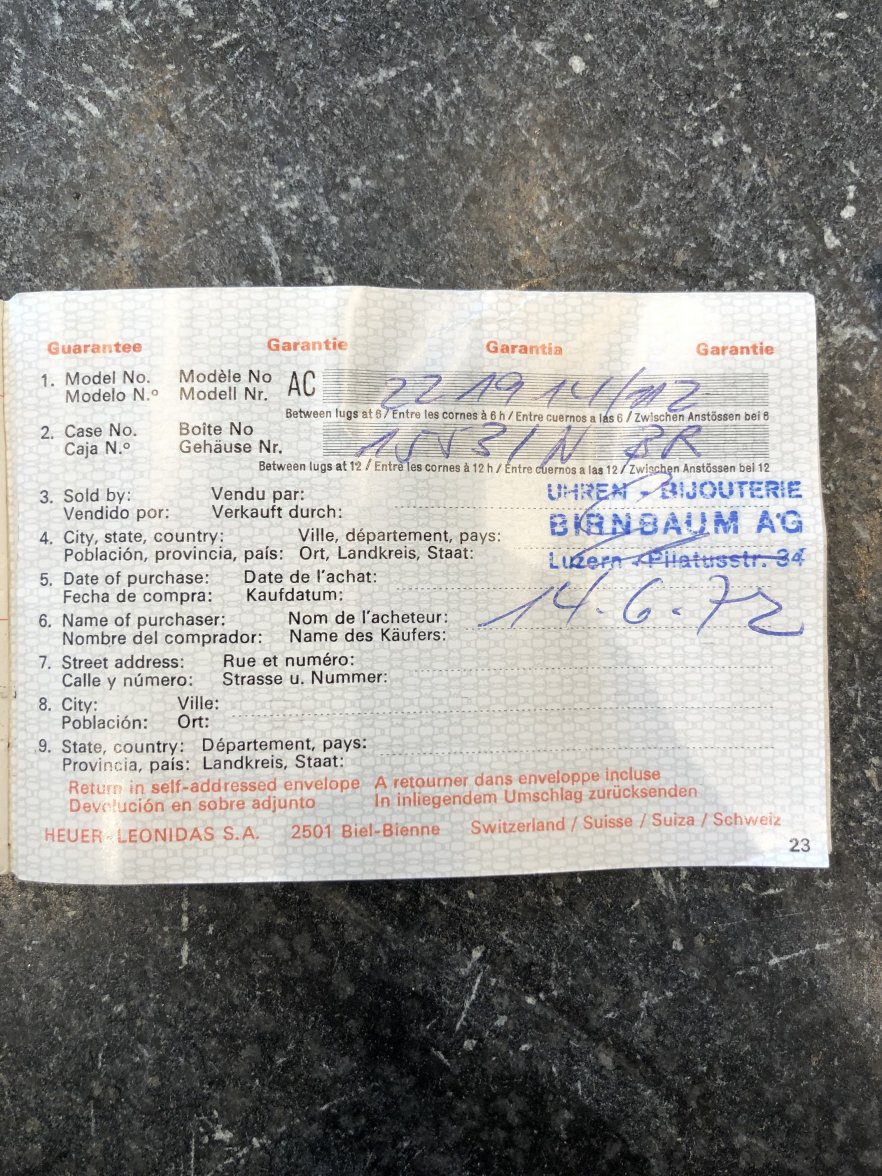 Guarantee Garantie Garantia Garantie
1. Model No. Modèle No AC 221914/
Modelo N.º Modell Nr.
Between lugs at 6 / Entre les cornes à 6 h / Entre cuernos a las 6 / Zwischen Anstössen bei 6
2. Case No. Boîte No 1553/N BR
Caja N.º Gehäuse Nr.
Between lugs at 12 / Entre les cornes à 12 h / Entre cuernos a las 12 / Zwischen Anstössen bei 12
3. Sold by: Vendu par: UHREN - BIJOUTERIE
Vendido por: Verkauft durch:
BIRNBAUM AG
4. City, state, country: Ville, département, pays:
Población, provincia, país: Ort, Landkreis, Staat: Luzern - Pilatusstr. 34
5. Date of purchase: Date de l'achat:
Fecha de compra: Kaufdatum: 14.6.72
6. Name of purchaser: Nom de l'acheteur:
Nombre del comprador: Name des Käufers:
7. Street address: Rue et numéro:
Calle y número: Strasse u. Nummer:
8. City: Ville:
Población: Ort:
9. State, country: Département, pays:
Provincia, país: Landkreis, Staat:
Return in self-addressed envelope A retourner dans enveloppe incluse
Devolución en sobre adjunto In inliegendem Umschlag zurücksenden
HEUER-LEONIDAS S.A. 2501 Biel-Bienne Switzerland / Suisse / Suiza / Schweiz
23